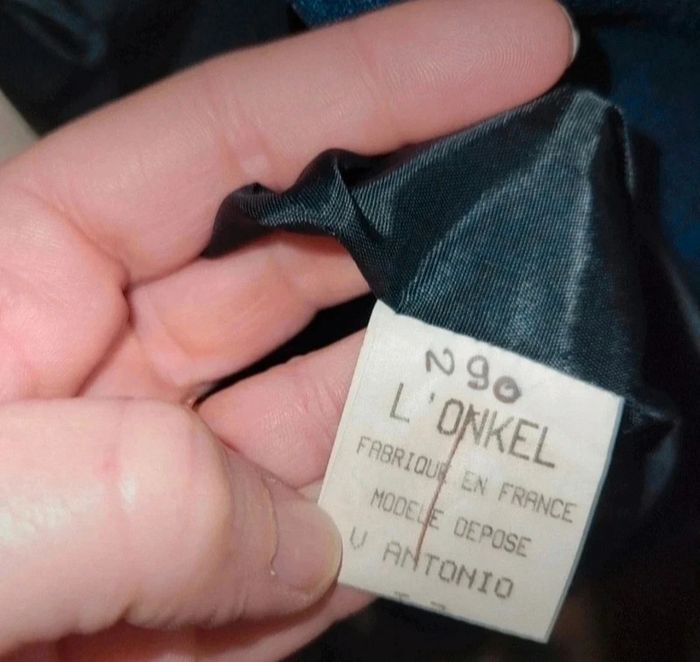 290
L'ONKEL
FABRIQUE EN FRANCE
MODELE DEPOSE
V ANTONIO